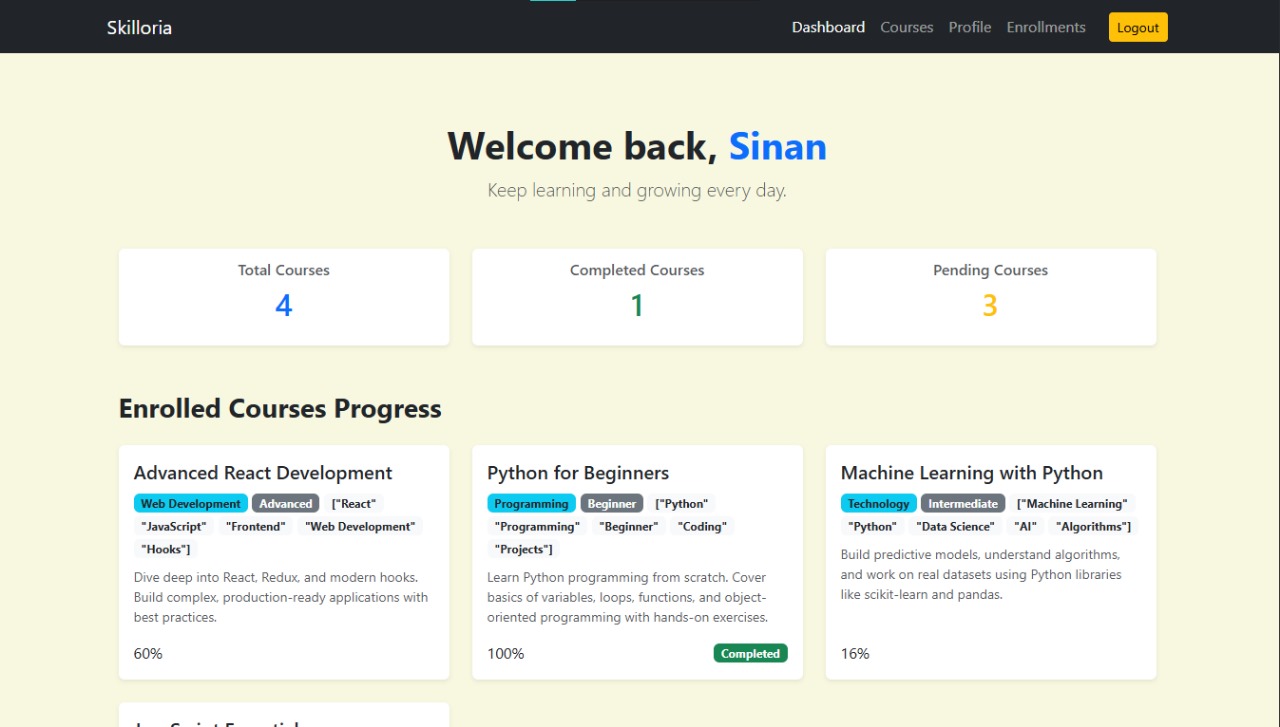 Skilloria
Dashboard Courses Profile Enrollments Logout
Welcome back, Sinan
Keep learning and growing every day.
Total Courses
4
Completed Courses
1
Pending Courses
3
Enrolled Courses Progress
Advanced React Development
Web Development Advanced ["React"
"JavaScript" "Frontend" "Web Development"
"Hooks"]
Dive deep into React, Redux, and modern hooks.
Build complex, production-ready applications with
best practices.
60%
Python for Beginners
Programming Beginner ["Python"
"Programming" "Beginner" "Coding"
"Projects"]
Learn Python programming from scratch. Cover
basics of variables, loops, functions, and object-
oriented programming with hands-on exercises.
100% Completed
Machine Learning with Python
Technology Intermediate ["Machine Learning"
"Python" "Data Science" "AI" "Algorithms"]
Build predictive models, understand algorithms,
and work on real datasets using Python libraries
like scikit-learn and pandas.
16%